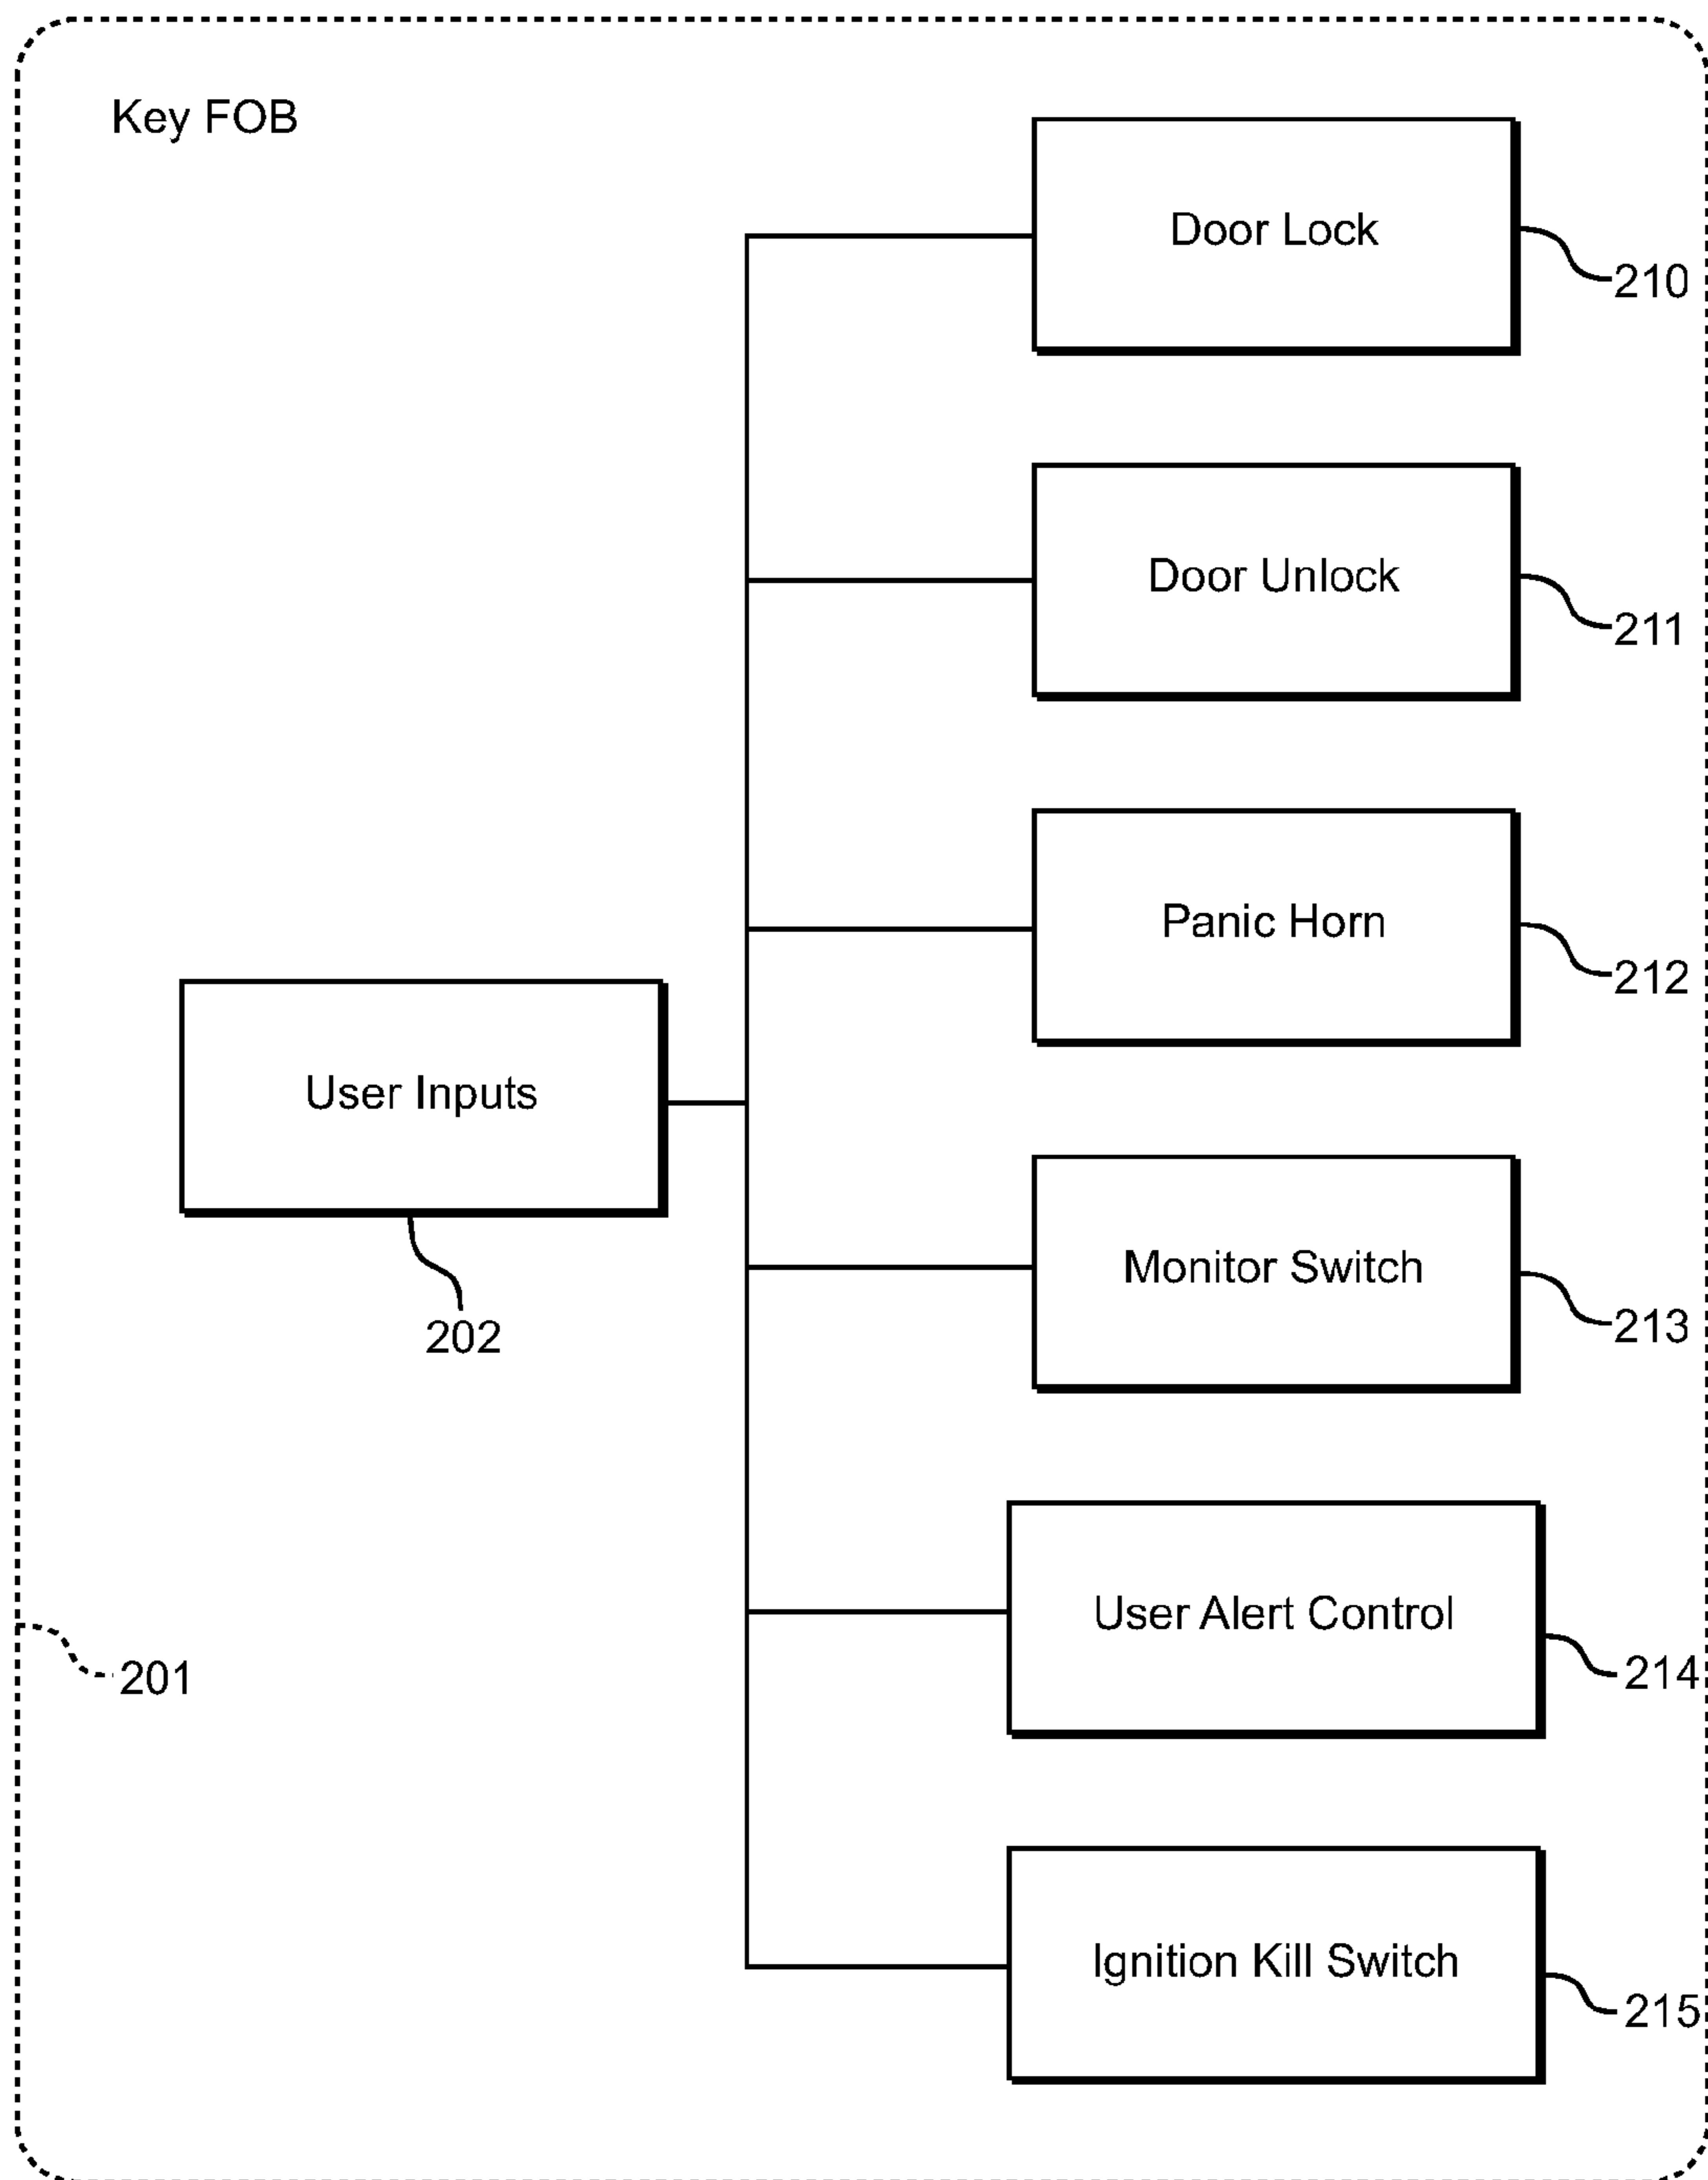 Key FOB
Door Lock
210
Door Unlock
211
Panic Horn
212
User Inputs
202
Monitor Switch
213
User Alert Control
214
201
Ignition Kill Switch
215